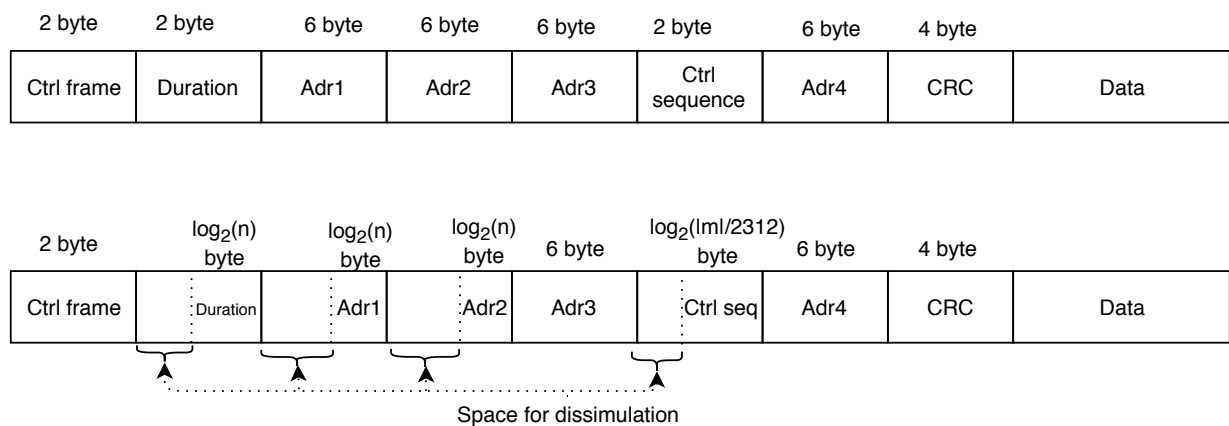 2 byte 2 byte 6 byte 6 byte 6 byte 2 byte 6 byte 4 byte
Ctrl frame Duration Adr1 Adr2 Adr3 Ctrl sequence Adr4 CRC Data
2 byte log₂(n) byte log₂(n) byte log₂(n) byte 6 byte log₂(lml/2312) byte 6 byte 4 byte
Ctrl frame Duration Adr1 Adr2 Adr3 Ctrl seq Adr4 CRC Data
Space for dissimulation